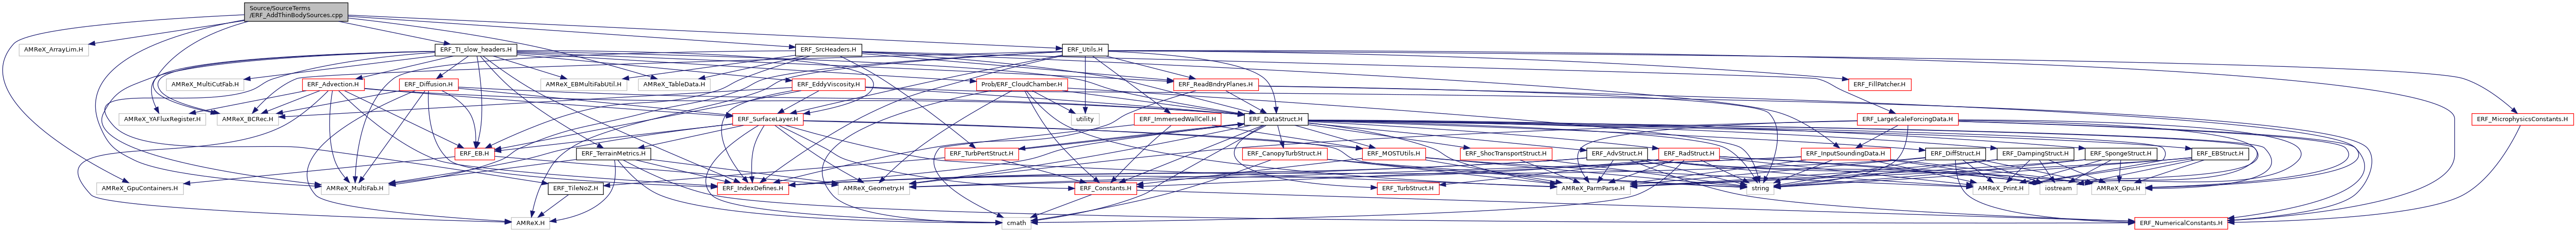 Source/SourceTerms
/ERF_AddThinBodySources.cpp
AMReX_ArrayLim.H
ERF_TI_slow_headers.H
ERF_SrcHeaders.H
ERF_Utils.H
AMReX_MultiCutFab.H
ERF_Advection.H
ERF_Diffusion.H
AMReX_EBMultiFabUtil.H
AMReX_TableData.H
ERF_EddyViscosity.H
Prob/ERF_CloudChamber.H
ERF_ReadBndryPlanes.H
ERF_FillPatcher.H
AMReX_YAFluxRegister.H
AMReX_BCRec.H
ERF_SurfaceLayer.H
utility
ERF_ImmersedWallCell.H
ERF_DataStruct.H
ERF_LargeScaleForcingData.H
ERF_MicrophysicsConstants.H
ERF_EB.H
ERF_TerrainMetrics.H
ERF_TurbPertStruct.H
ERF_CanopyTurbStruct.H
ERF_MOSTUtils.H
ERF_ShocTransportStruct.H
ERF_AdvStruct.H
ERF_RadStruct.H
ERF_InputSoundingData.H
ERF_DiffStruct.H
ERF_DampingStruct.H
ERF_SpongeStruct.H
ERF_EBStruct.H
AMReX_GpuContainers.H
AMReX_MultiFab.H
ERF_TileNoZ.H
ERF_IndexDefines.H
AMReX_Geometry.H
ERF_Constants.H
ERF_TurbStruct.H
AMReX_ParmParse.H
string
AMReX_Print.H
iostream
AMReX_Gpu.H
AMReX.H
cmath
ERF_NumericalConstants.H